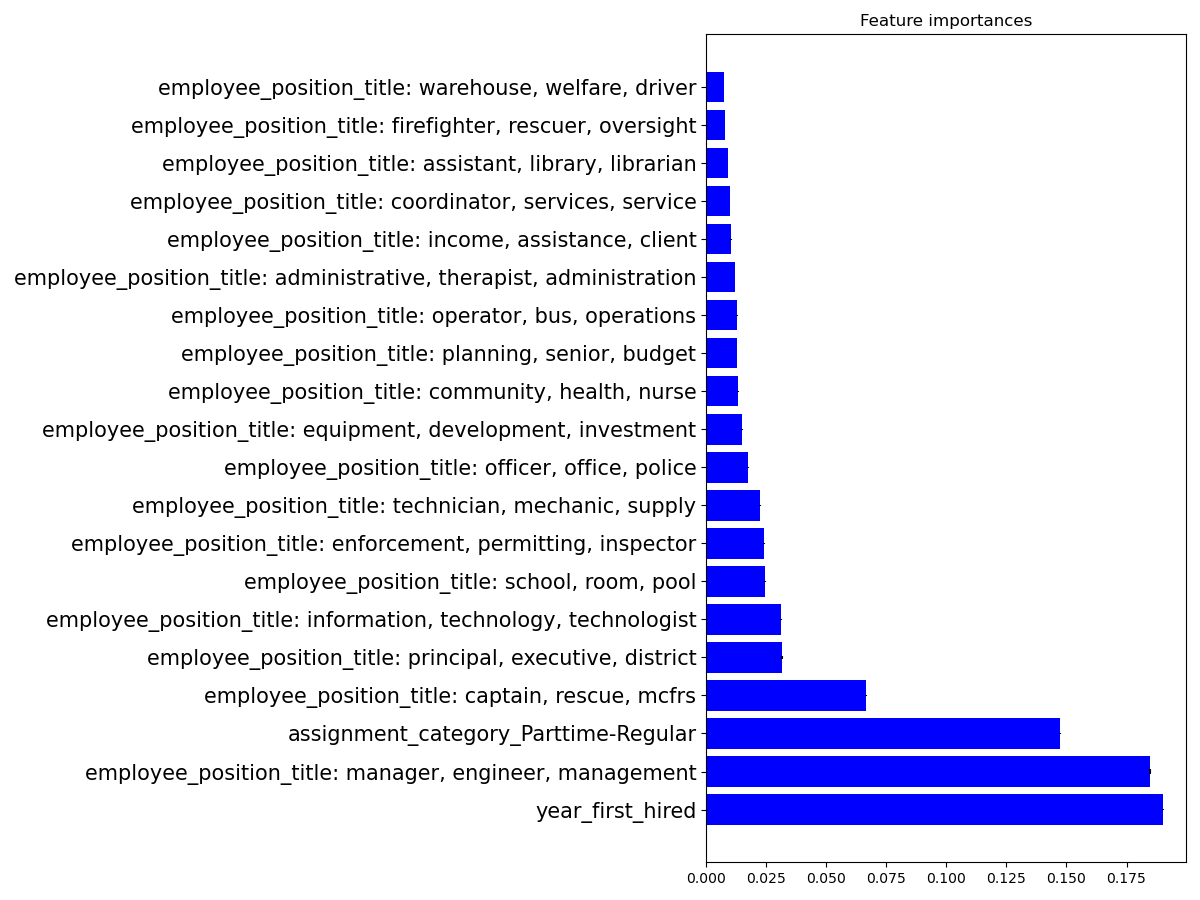 Feature importances
employee_position_title: warehouse, welfare, driver
employee_position_title: firefighter, rescuer, oversight
employee_position_title: assistant, library, librarian
employee_position_title: coordinator, services, service
employee_position_title: income, assistance, client
employee_position_title: administrative, therapist, administration
employee_position_title: operator, bus, operations
employee_position_title: planning, senior, budget
employee_position_title: community, health, nurse
employee_position_title: equipment, development, investment
employee_position_title: officer, office, police
employee_position_title: technician, mechanic, supply
employee_position_title: enforcement, permitting, inspector
employee_position_title: school, room, pool
employee_position_title: information, technology, technologist
employee_position_title: principal, executive, district
employee_position_title: captain, rescue, mcfrs
assignment_category_Parttime-Regular
employee_position_title: manager, engineer, management
year_first_hired
0.000 0.025 0.050 0.075 0.100 0.125 0.150 0.175